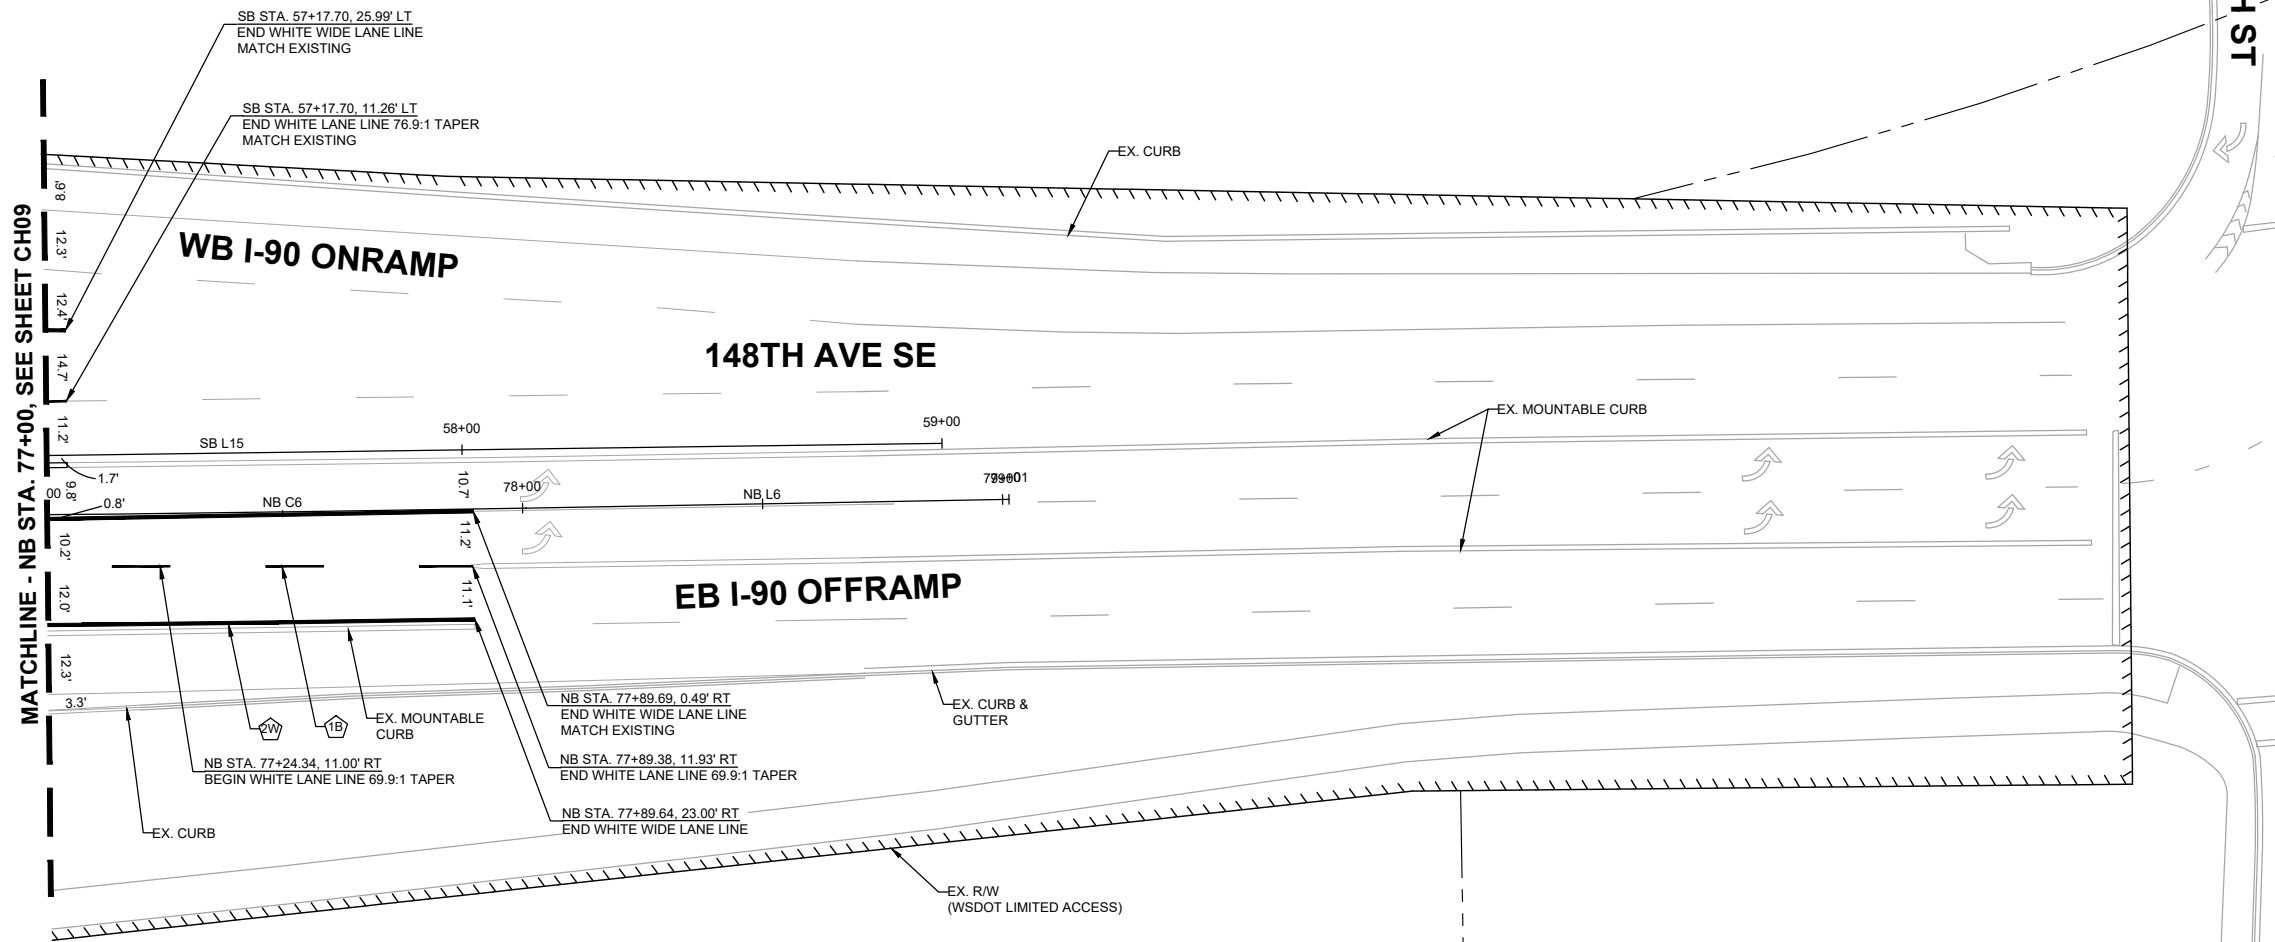 SB STA. 57+17.70, 25.99' LT
END WHITE WIDE LANE LINE
MATCH EXISTING
SB STA. 57+17.70, 11.26' LT
END WHITE LANE LINE 76.9:1 TAPER
MATCH EXISTING
H ST
EX. CURB
MATCHLINE - NB STA. 77+00, SEE SHEET CH09
9.8'
12.3'
12.4'
14.7'
11.2'
9.8'
10.2'
12.0'
12.3'
3.3'
WB I-90 ONRAMP
148TH AVE SE
EX. MOUNTABLE CURB
SB L15
58+00
59+00
1.7'
0.8'
00
NB C6
10.7'
78+00
NB L6
79+00
79+01
11.2'
11.1'
EB I-90 OFFRAMP
2W
1B
EX. MOUNTABLE
CURB
NB STA. 77+24.34, 11.00' RT
BEGIN WHITE LANE LINE 69.9:1 TAPER
EX. CURB
NB STA. 77+89.69, 0.49' RT
END WHITE WIDE LANE LINE
MATCH EXISTING
NB STA. 77+89.38, 11.93' RT
END WHITE LANE LINE 69.9:1 TAPER
NB STA. 77+89.64, 23.00' RT
END WHITE WIDE LANE LINE
EX. CURB &
GUTTER
EX. R/W
(WSDOT LIMITED ACCESS)